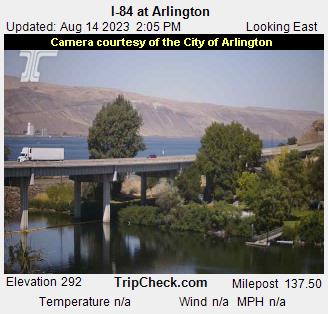 I-84 at Arlington
Updated: Aug 14 2023 2:05 PM Looking East
Camera courtesy of the City of Arlington
Elevation 292 TripCheck.com Milepost 137.50
Temperature n/a Wind n/a MPH n/a